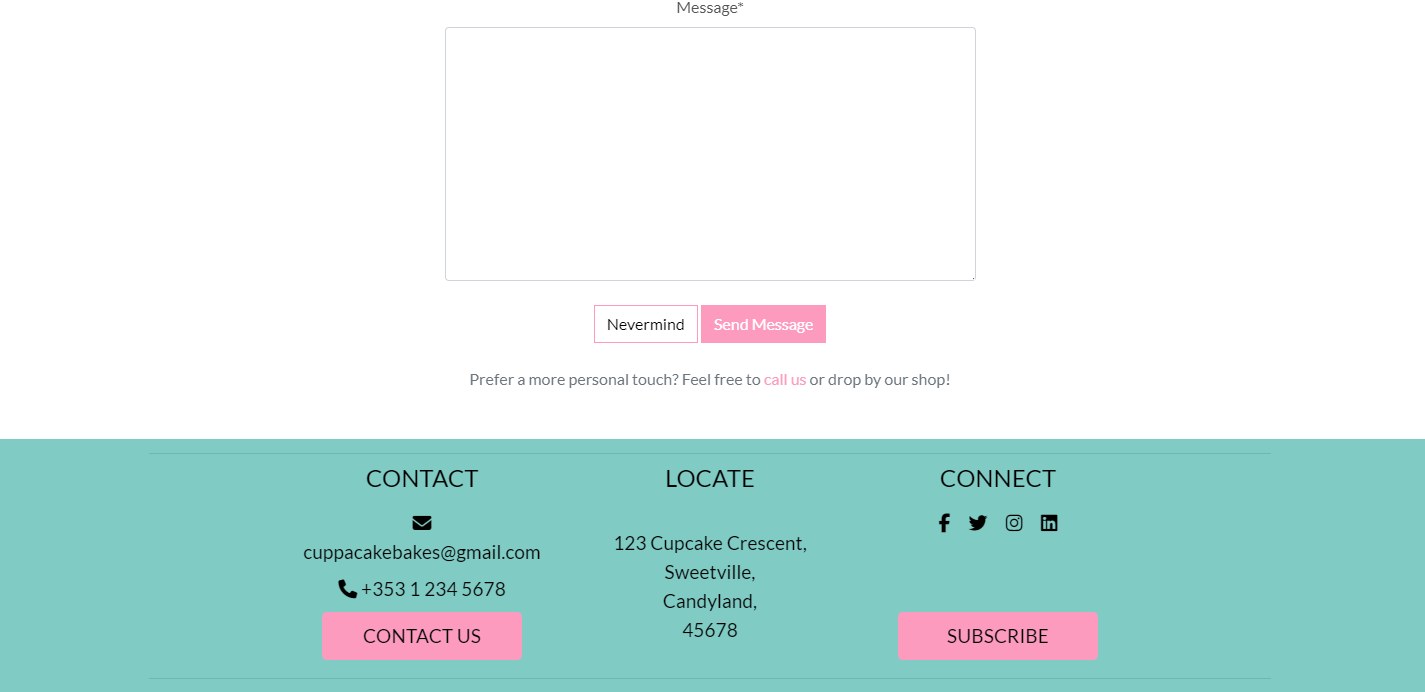 Message*
Nevermind Send Message
Prefer a more personal touch? Feel free to call us or drop by our shop!
CONTACT
cuppacakebakes@gmail.com
+353 1 234 5678
CONTACT US
LOCATE
123 Cupcake Crescent,
Sweetville,
Candyland,
45678
CONNECT
SUBSCRIBE